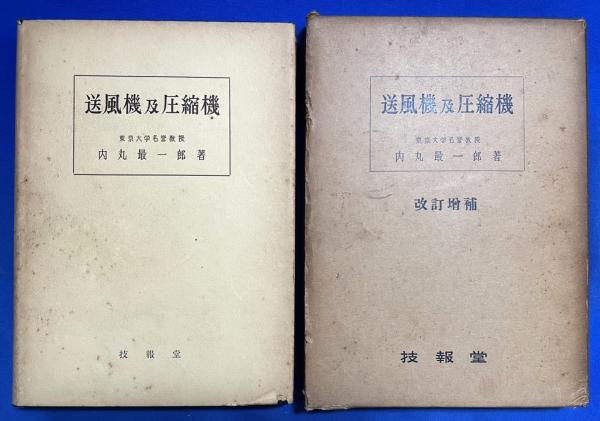 送風機及圧縮機
東京大学名誉教授
内丸最一郎著
技報堂
送風機及圧縮機
東京大学名誉教授
内丸最一郎著
改訂増補
技報堂